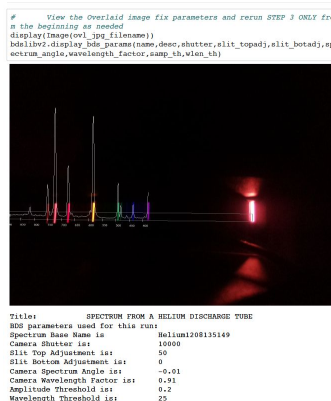 # View the Overlaid image fix parameters and rerun STEP 3 ONLY fro
m the beginning as needed
display(Image(ovl_jpg_filename))
bdslibv2.display_bds_params(name,desc,shutter,slit_topadj,slit_botadj,sp
ectrum_angle,wavelength_factor,samp_th,wlen_th)
Title: SPECTRUM FROM A HELIUM DISCHARGE TUBE
BDS parameters used for this run:
Spectrum Base Name is Helium1208135149
Camera Shutter is: 10000
Slit Top Adjustment is: 50
Slit Bottom Adjustment is: 0
Camera Spectrum Angle is: -0.01
Camera Wavelength Factor is: 0.91
Amplitude Threshold is: 0.2
Wavelength Threshold is: 25